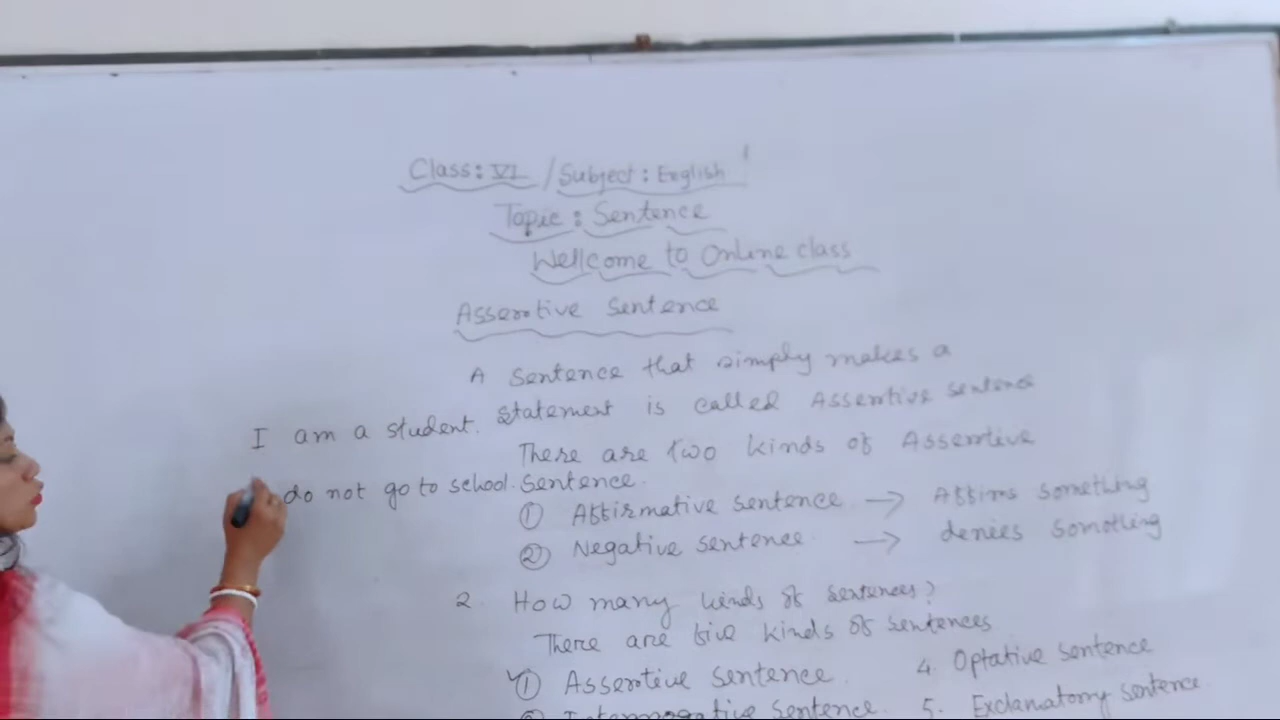 Class: VI / Subject: English
Topic: Sentence
Wellcome to Online class
Assertive Sentence
A sentence that simply makes a
statement is called Assertive sentence
There are two kinds of Assertive
Sentence.
I am a student.
do not go to school.
① Affirmative sentence → Affirms something
② Negative sentence → denies something
2. How many kinds of sentences?
There are five kinds of sentences
① Assertive sentence
4. Optative sentence
② Interrogative sentence
5. Exclamatory sentence